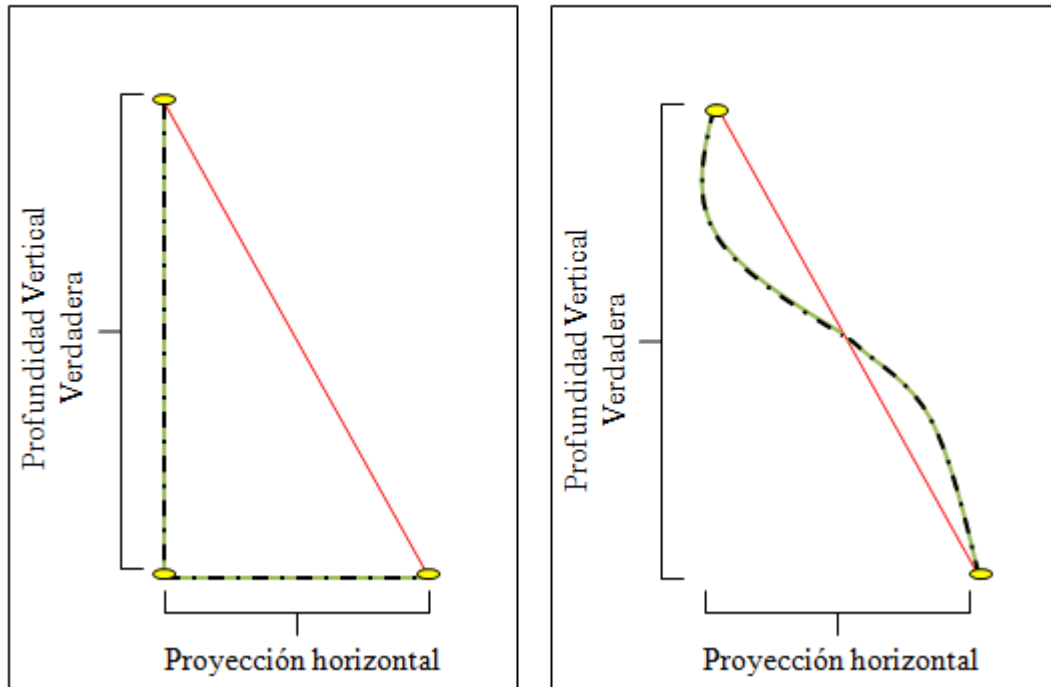 Profundidad Vertical
Verdadera
Proyección horizontal
Profundidad Vertical
Verdadera
Proyección horizontal